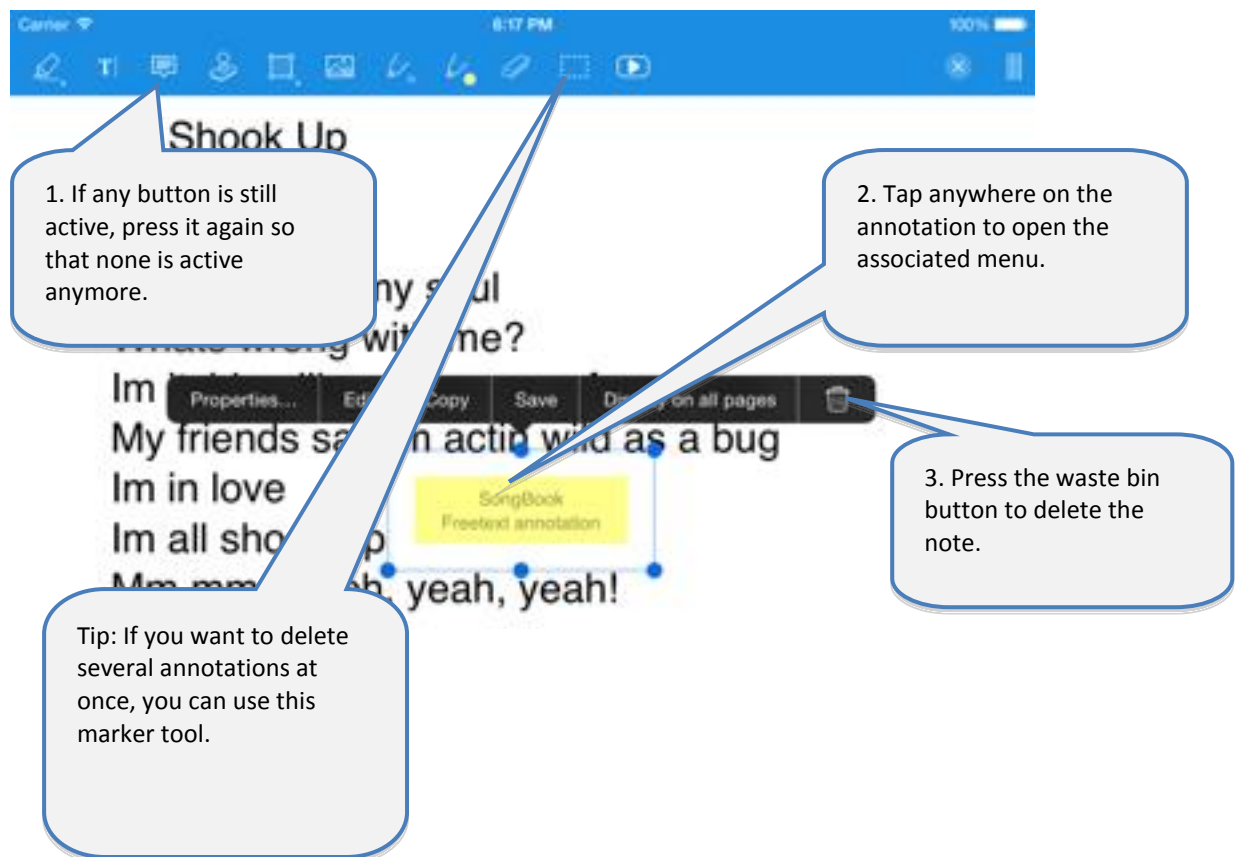 Carrier 6:17 PM 100%
T
Shook Up
1. If any button is still
active, press it again so
that none is active
anymore.
2. Tap anywhere on the
annotation to open the
associated menu.
me?
Im
Properties... Copy Save on all pages
My friends actin wild as a bug
Im in love
SongBook
Freetext annotation
3. Press the waste bin
button to delete the
note.
Im all
yeah, yeah!
Tip: If you want to delete
several annotations at
once, you can use this
marker tool.